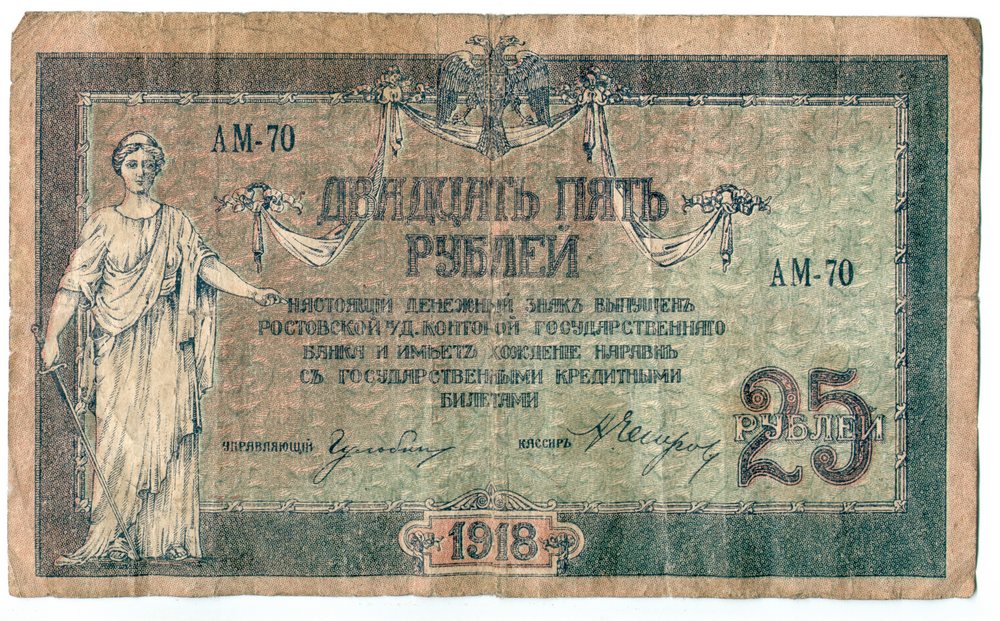 АМ-70
ДВАДЦАТЬ ПЯТЬ
РУБЛЕЙ
АМ-70
НАСТОЯЩІЙ ДЕНЕЖНЫЙ ЗНАКЪ ВЫПУЩЕНЪ
РОСТОВСКОЙ Н/Д. КОНТОРОЙ ГОСУДАРСТВЕННАГО
БАНКА И ИМѢЕТЪ ХОЖДЕНІЕ НАРАВНѢ
СЪ ГОСУДАРСТВЕННЫМИ КРЕДИТНЫМИ
БИЛЕТАМИ
25
РУБЛЕЙ
УПРАВЛЯЮЩІЙ
КАССИРЪ
1918